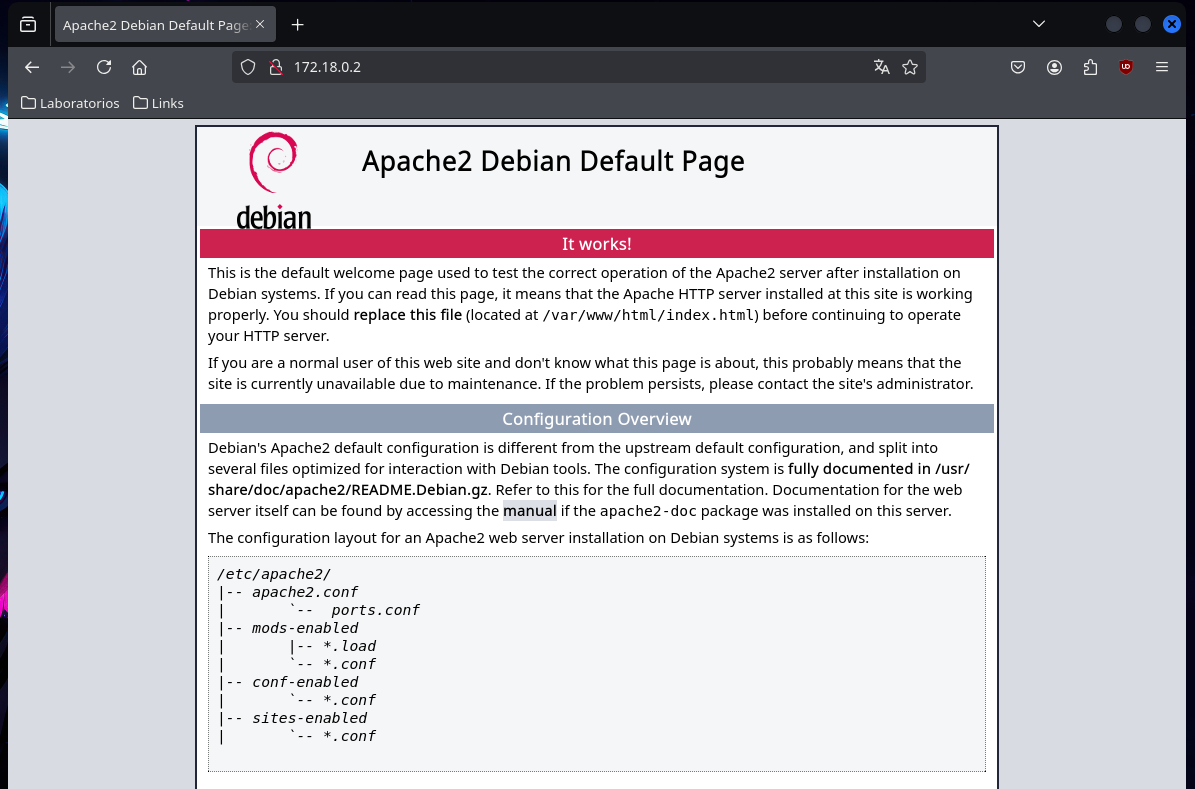 Apache2 Debian Default Page
172.18.0.2
Laboratorios Links
debian
Apache2 Debian Default Page
It works!
This is the default welcome page used to test the correct operation of the Apache2 server after installation on
Debian systems. If you can read this page, it means that the Apache HTTP server installed at this site is working
properly. You should replace this file (located at /var/www/html/index.html) before continuing to operate
your HTTP server.
If you are a normal user of this web site and don't know what this page is about, this probably means that the
site is currently unavailable due to maintenance. If the problem persists, please contact the site's administrator.
Configuration Overview
Debian's Apache2 default configuration is different from the upstream default configuration, and split into
several files optimized for interaction with Debian tools. The configuration system is fully documented in /usr/
share/doc/apache2/README.Debian.gz. Refer to this for the full documentation. Documentation for the web
server itself can be found by accessing the manual if the apache2-doc package was installed on this server.
The configuration layout for an Apache2 web server installation on Debian systems is as follows:
/etc/apache2/
|-- apache2.conf
|       `--  ports.conf
|-- mods-enabled
|       |-- *.load
|       `-- *.conf
|-- conf-enabled
|       `-- *.conf
|-- sites-enabled
|       `-- *.conf